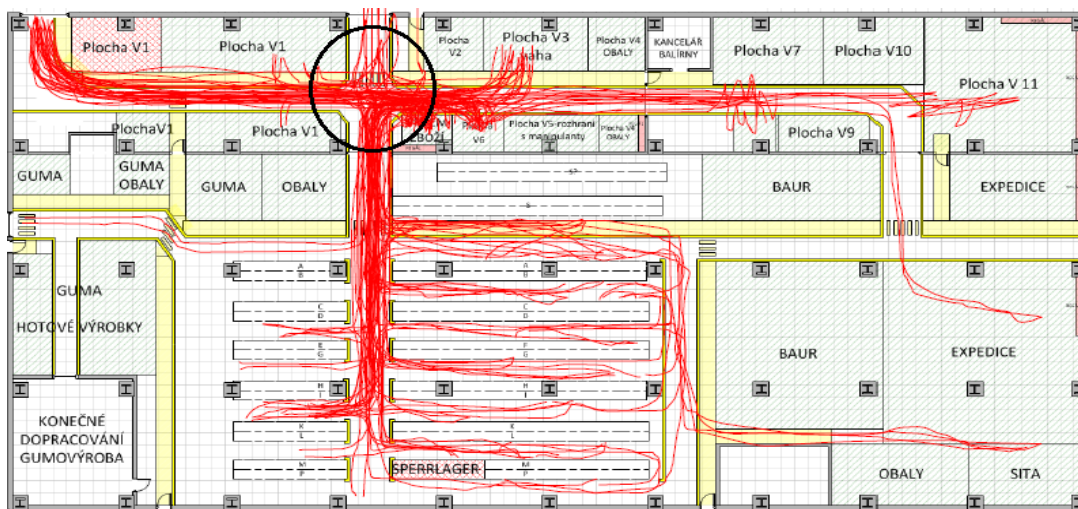 Plocha V1
Plocha V1
Plocha
V2
Plocha V3
váha
Plocha V4
OBALY
KANCELÁŘ
BALÍRNY
Plocha V7
Plocha V10
Plocha V 11
PlochaV1
Plocha V1
V6
Plocha V5-rozhraní
s manipulanty
Plocha V4
OBALY
Plocha V9
GUMA
GUMA
OBALY
GUMA
OBALY
BAUR
EXPEDICE
GUMA
HOTOVÉ VÝROBKY
A
B
A
B
C
D
C
D
E
G
F
G
H
I
H
I
K
L
K
L
M
P
SPERRLAGER
M
P
BAUR
EXPEDICE
KONEČNÉ
DOPRACOVÁNÍ
GUMOVÝROBA
OBALY
SITA